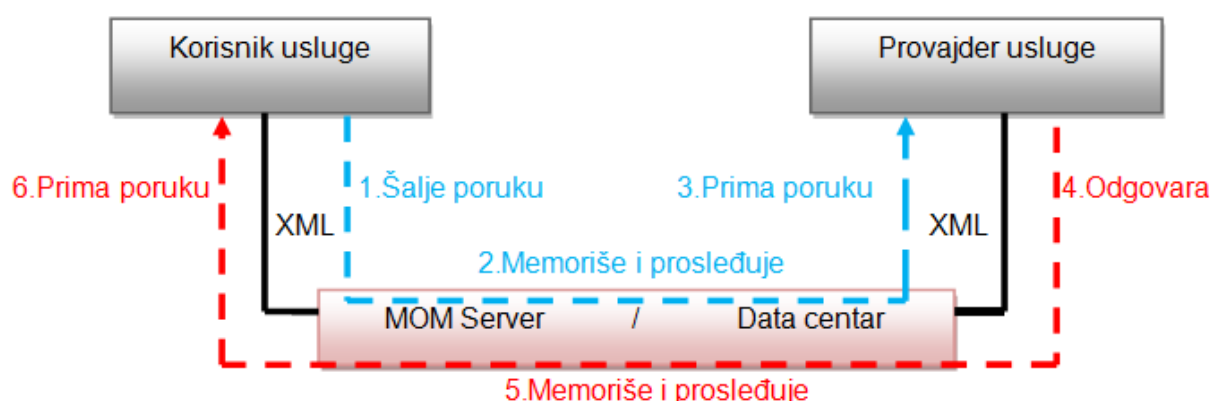 Korisnik usluge
Provajder usluge
6.Prima poruku
1.Šalje poruku
3.Prima poruku
4.Odgovara
XML
XML
2.Memoriše i prosleđuje
MOM Server / Data centar
5.Memoriše i prosleđuje